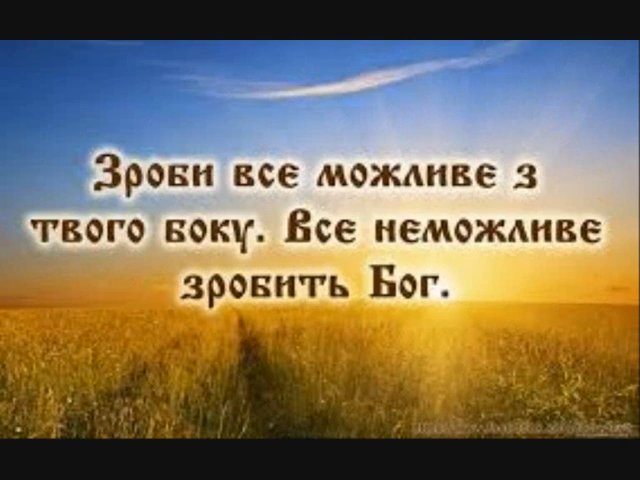 Зроби все можливе з
твого боку. Все неможливе
зробить Бог.